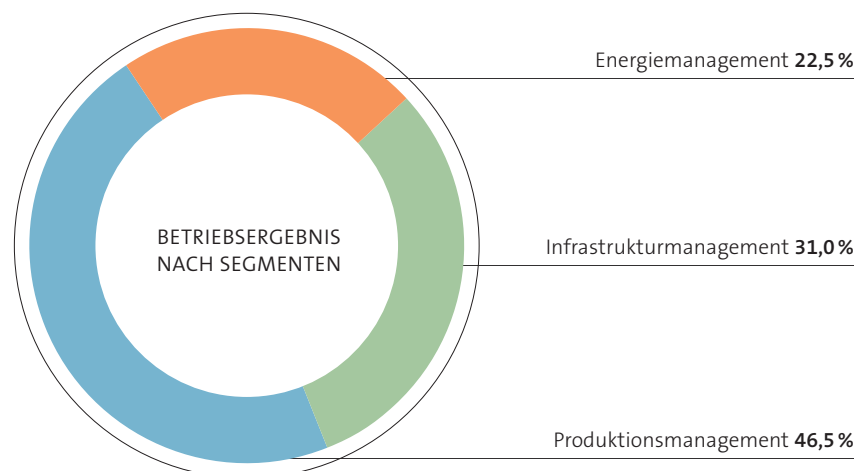 Energiemanagement 22,5 %
BETRIEBSERGEBNIS
NACH SEGMENTEN
Infrastrukturmanagement 31,0 %
Produktionsmanagement 46,5 %